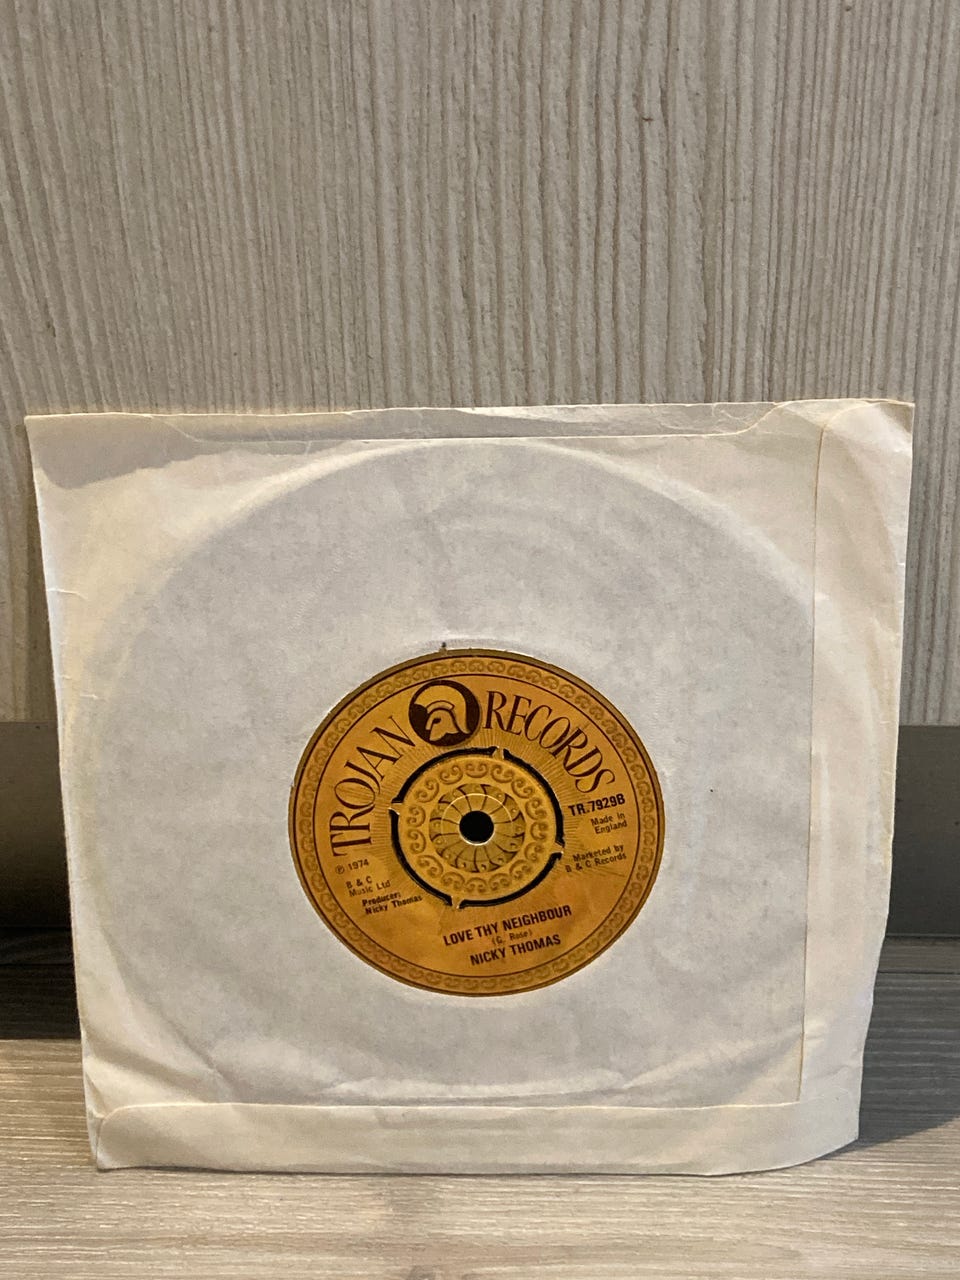 TROJAN RECORDS
TR.7929B
Made in
England
Marketed by
B & C Records
℗ 1974
B & C
Music Ltd
Producer:
Nicky Thomas
LOVE THY NEIGHBOUR
(C. Rose)
NICKY THOMAS